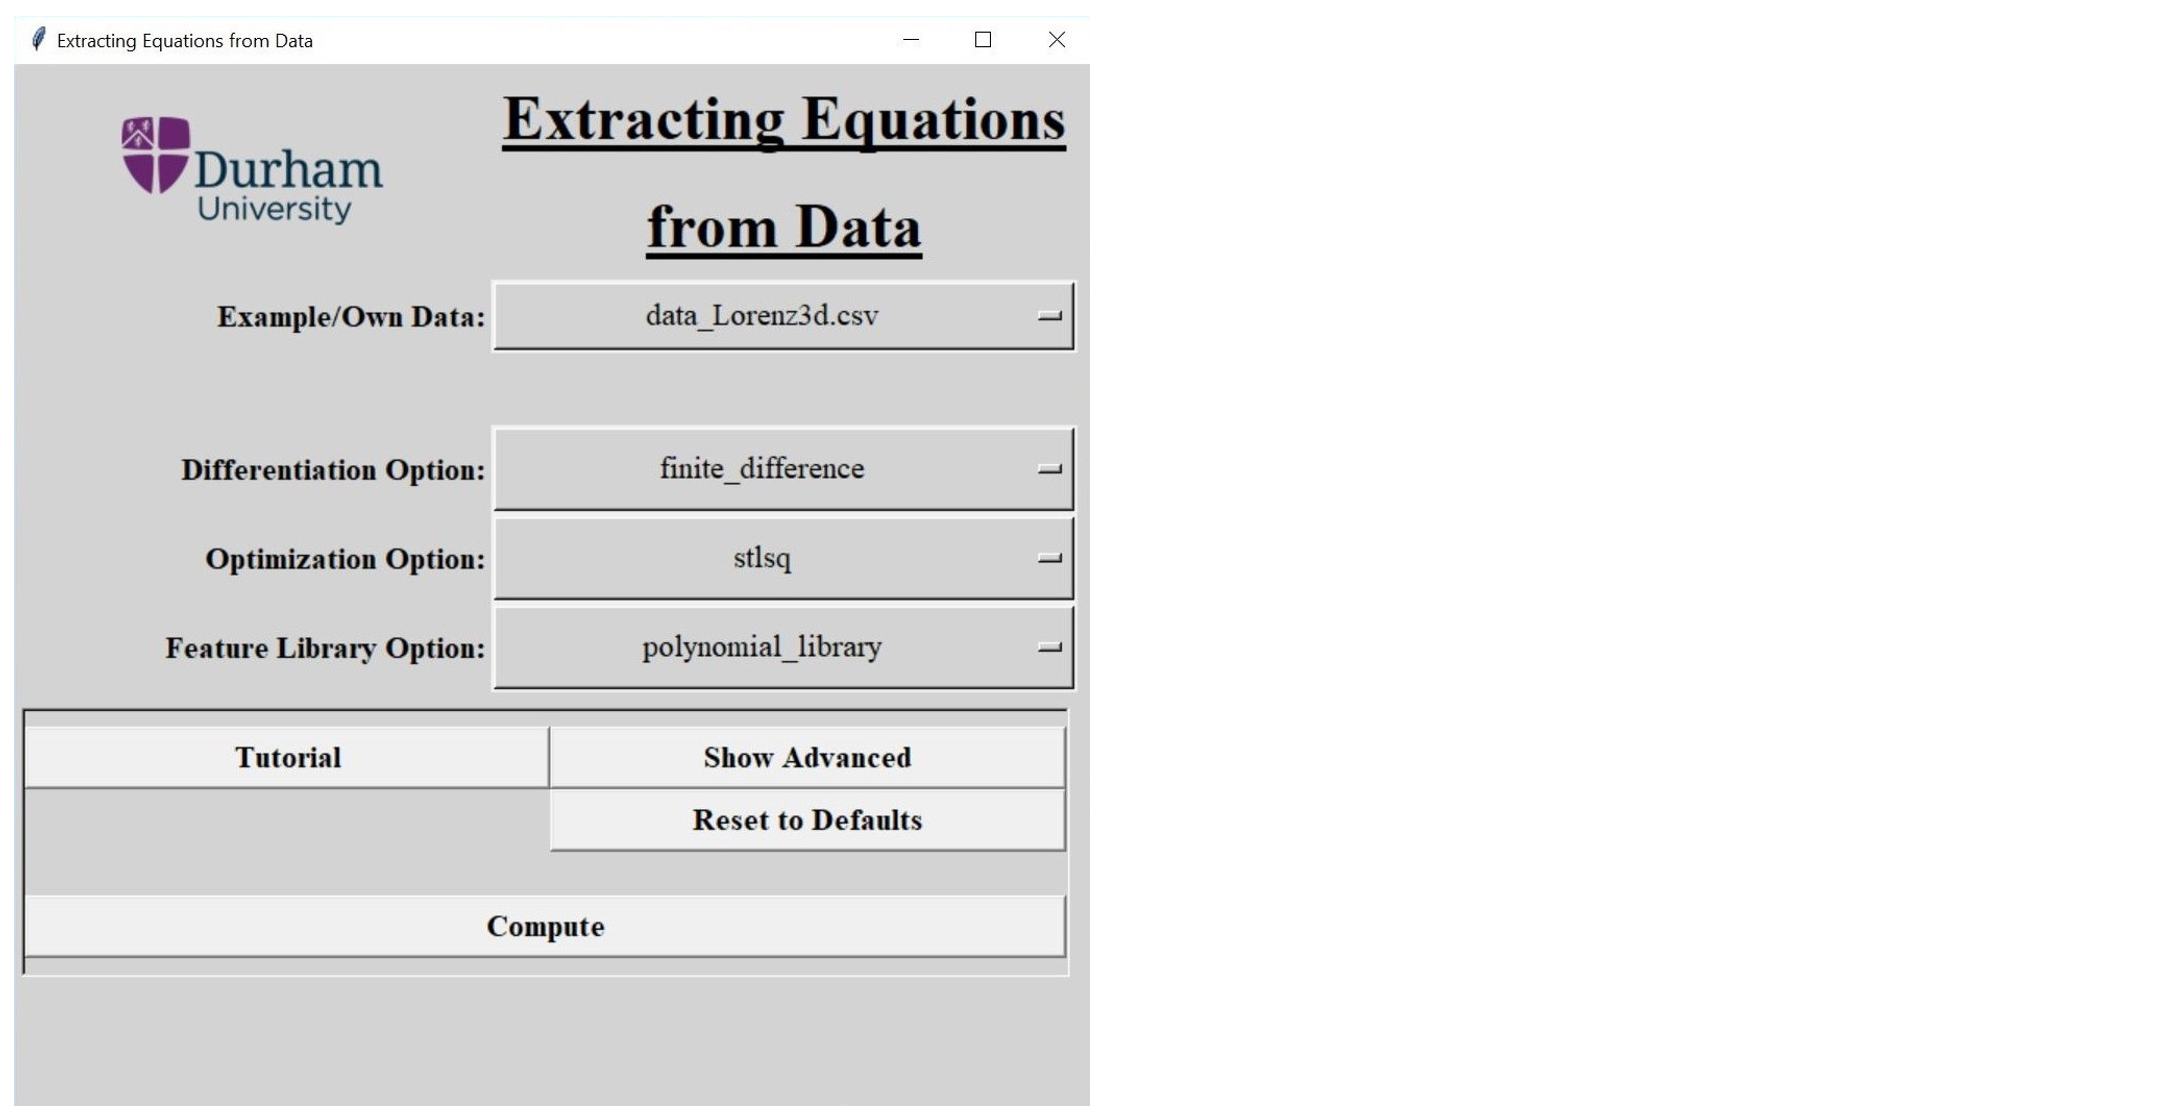 Extracting Equations from Data
Durham
University
Extracting Equations
from Data
Example/Own Data: data_Lorenz3d.csv
Differentiation Option: finite_difference
Optimization Option: stlsq
Feature Library Option: polynomial_library
Tutorial Show Advanced
Reset to Defaults
Compute